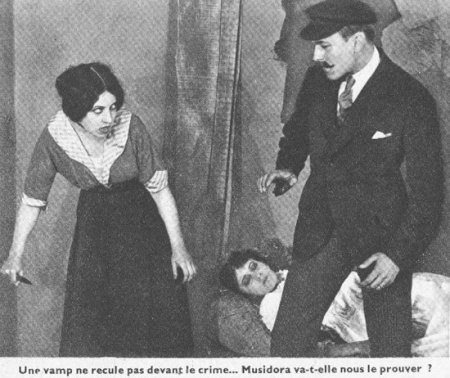 Une vamp ne recule pas devant le crime... Musidora va-t-elle nous le prouver ?